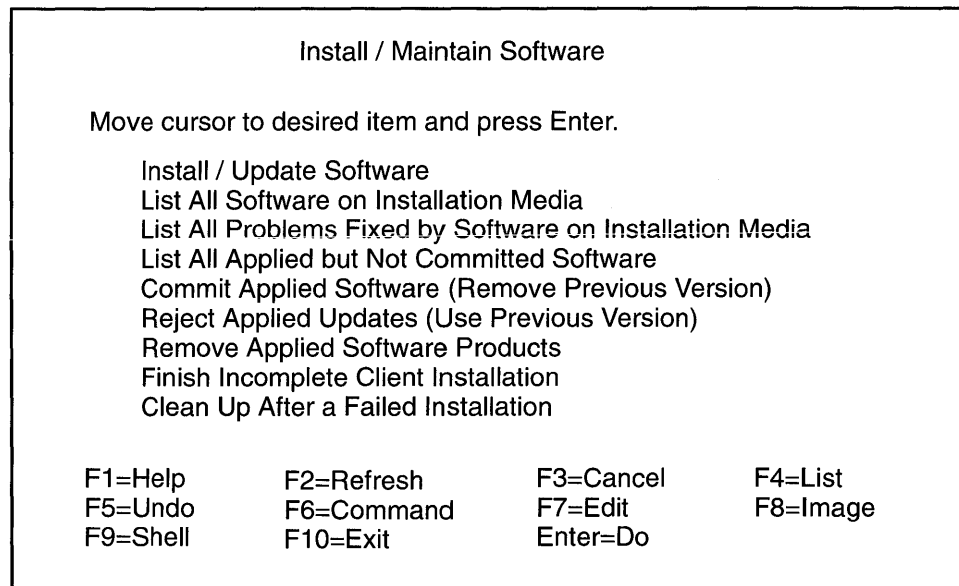 Install / Maintain Software
Move cursor to desired item and press Enter.
Install / Update Software
List All Software on Installation Media
List All Problems Fixed by Software on Installation Media
List All Applied but Not Committed Software
Commit Applied Software (Remove Previous Version)
Reject Applied Updates (Use Previous Version)
Remove Applied Software Products
Finish Incomplete Client Installation
Clean Up After a Failed Installation
F1=Help F2=Refresh F3=Cancel F4=List
F5=Undo F6=Command F7=Edit F8=Image
F9=Shell F10=Exit Enter=Do